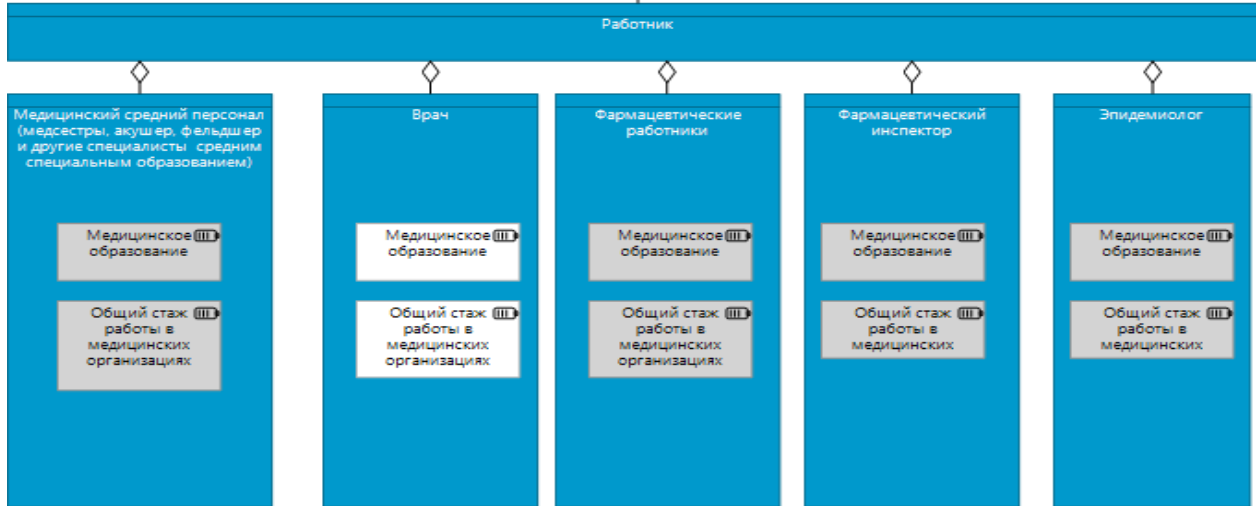 Работник
Медицинский средний персонал
(медсестры, акушер, фельдшер
и другие специалисты средним
специальным образованием)
Медицинское
образование
Общий стаж
работы в
медицинских
организациях
Врач
Медицинское
образование
Общий стаж
работы в
медицинских
организациях
Фармацевтические
работники
Медицинское
образование
Общий стаж
работы в
медицинских
организациях
Фармацевтический
инспектор
Медицинское
образование
Общий стаж
работы в
медицинских
Эпидемиолог
Медицинское
образование
Общий стаж
работы в
медицинских